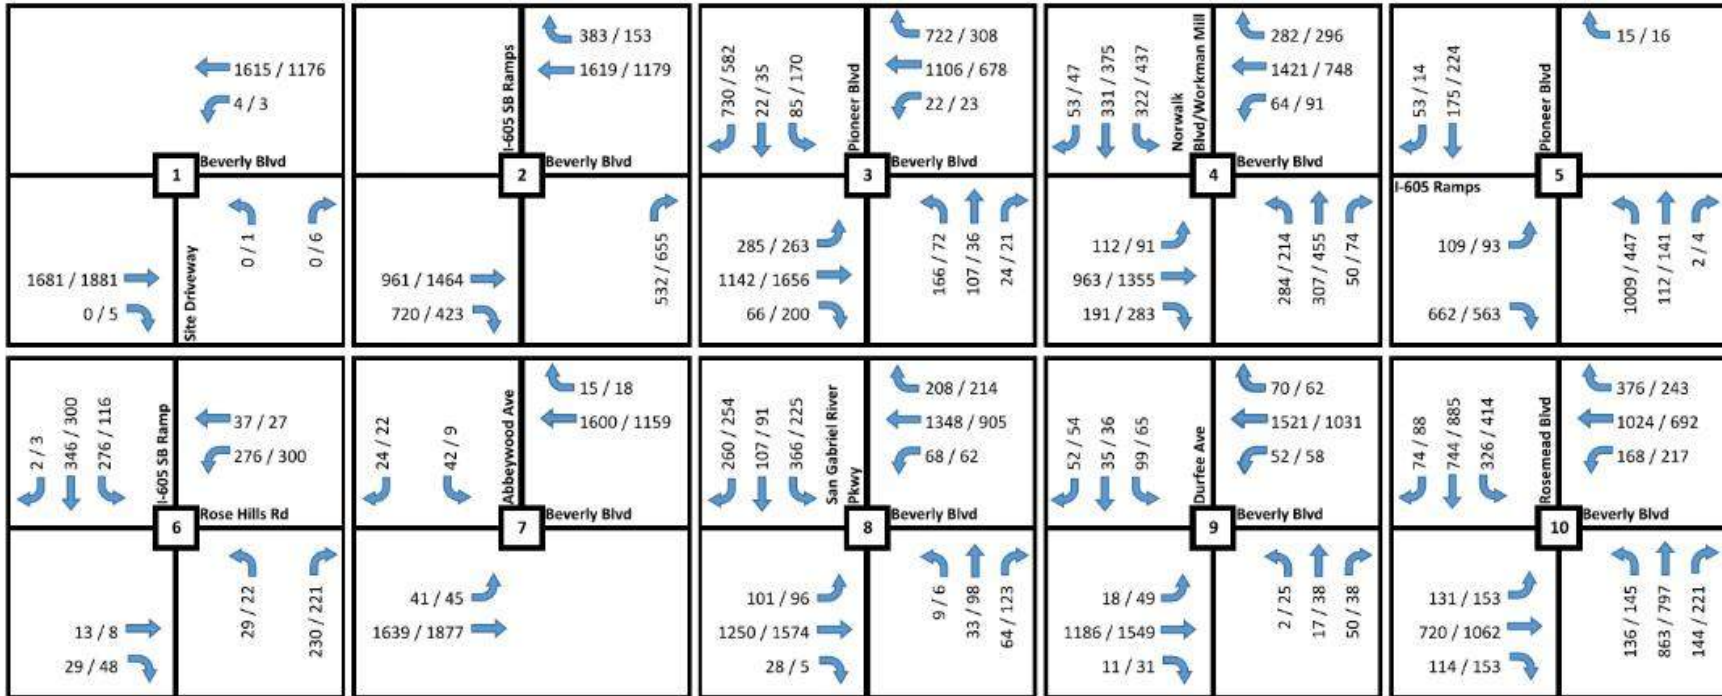 1615 / 1176
4 / 3
Beverly Blvd
1
Site Driveway
0 / 1
0 / 6
1681 / 1881
0 / 5
383 / 153
1619 / 1179
I-605 SB Ramps
Beverly Blvd
2
532 / 655
961 / 1464
720 / 423
730 / 582
22 / 35
85 / 170
Pioneer Blvd
722 / 308
1106 / 678
22 / 23
Beverly Blvd
3
285 / 263
1142 / 1656
66 / 200
166 / 72
107 / 36
24 / 21
53 / 47
331 / 375
322 / 437
Norwalk
Blvd/Workman Mill
282 / 296
1421 / 748
64 / 91
Beverly Blvd
4
112 / 91
963 / 1355
191 / 283
284 / 214
307 / 455
50 / 74
53 / 14
175 / 224
Pioneer Blvd
15 / 16
5
I-605 Ramps
109 / 93
662 / 563
1009 / 447
112 / 141
2 / 4
2 / 3
346 / 300
276 / 116
I-605 SB Ramp
37 / 27
276 / 300
Rose Hills Rd
6
13 / 8
29 / 48
29 / 22
230 / 221
24 / 22
42 / 9
Abbeywood Ave
15 / 18
1600 / 1159
Beverly Blvd
7
41 / 45
1639 / 1877
260 / 254
107 / 91
366 / 225
San Gabriel River
Pkwy
208 / 214
1348 / 905
68 / 62
Beverly Blvd
8
101 / 96
1250 / 1574
28 / 5
9 / 6
33 / 98
64 / 123
52 / 54
35 / 36
99 / 65
Durfee Ave
70 / 62
1521 / 1031
52 / 58
Beverly Blvd
9
18 / 49
1186 / 1549
11 / 31
2 / 25
17 / 38
50 / 38
74 / 88
744 / 885
326 / 414
Rosemead Blvd
376 / 243
1024 / 692
168 / 217
Beverly Blvd
10
131 / 153
720 / 1062
114 / 153
136 / 145
863 / 797
144 / 221